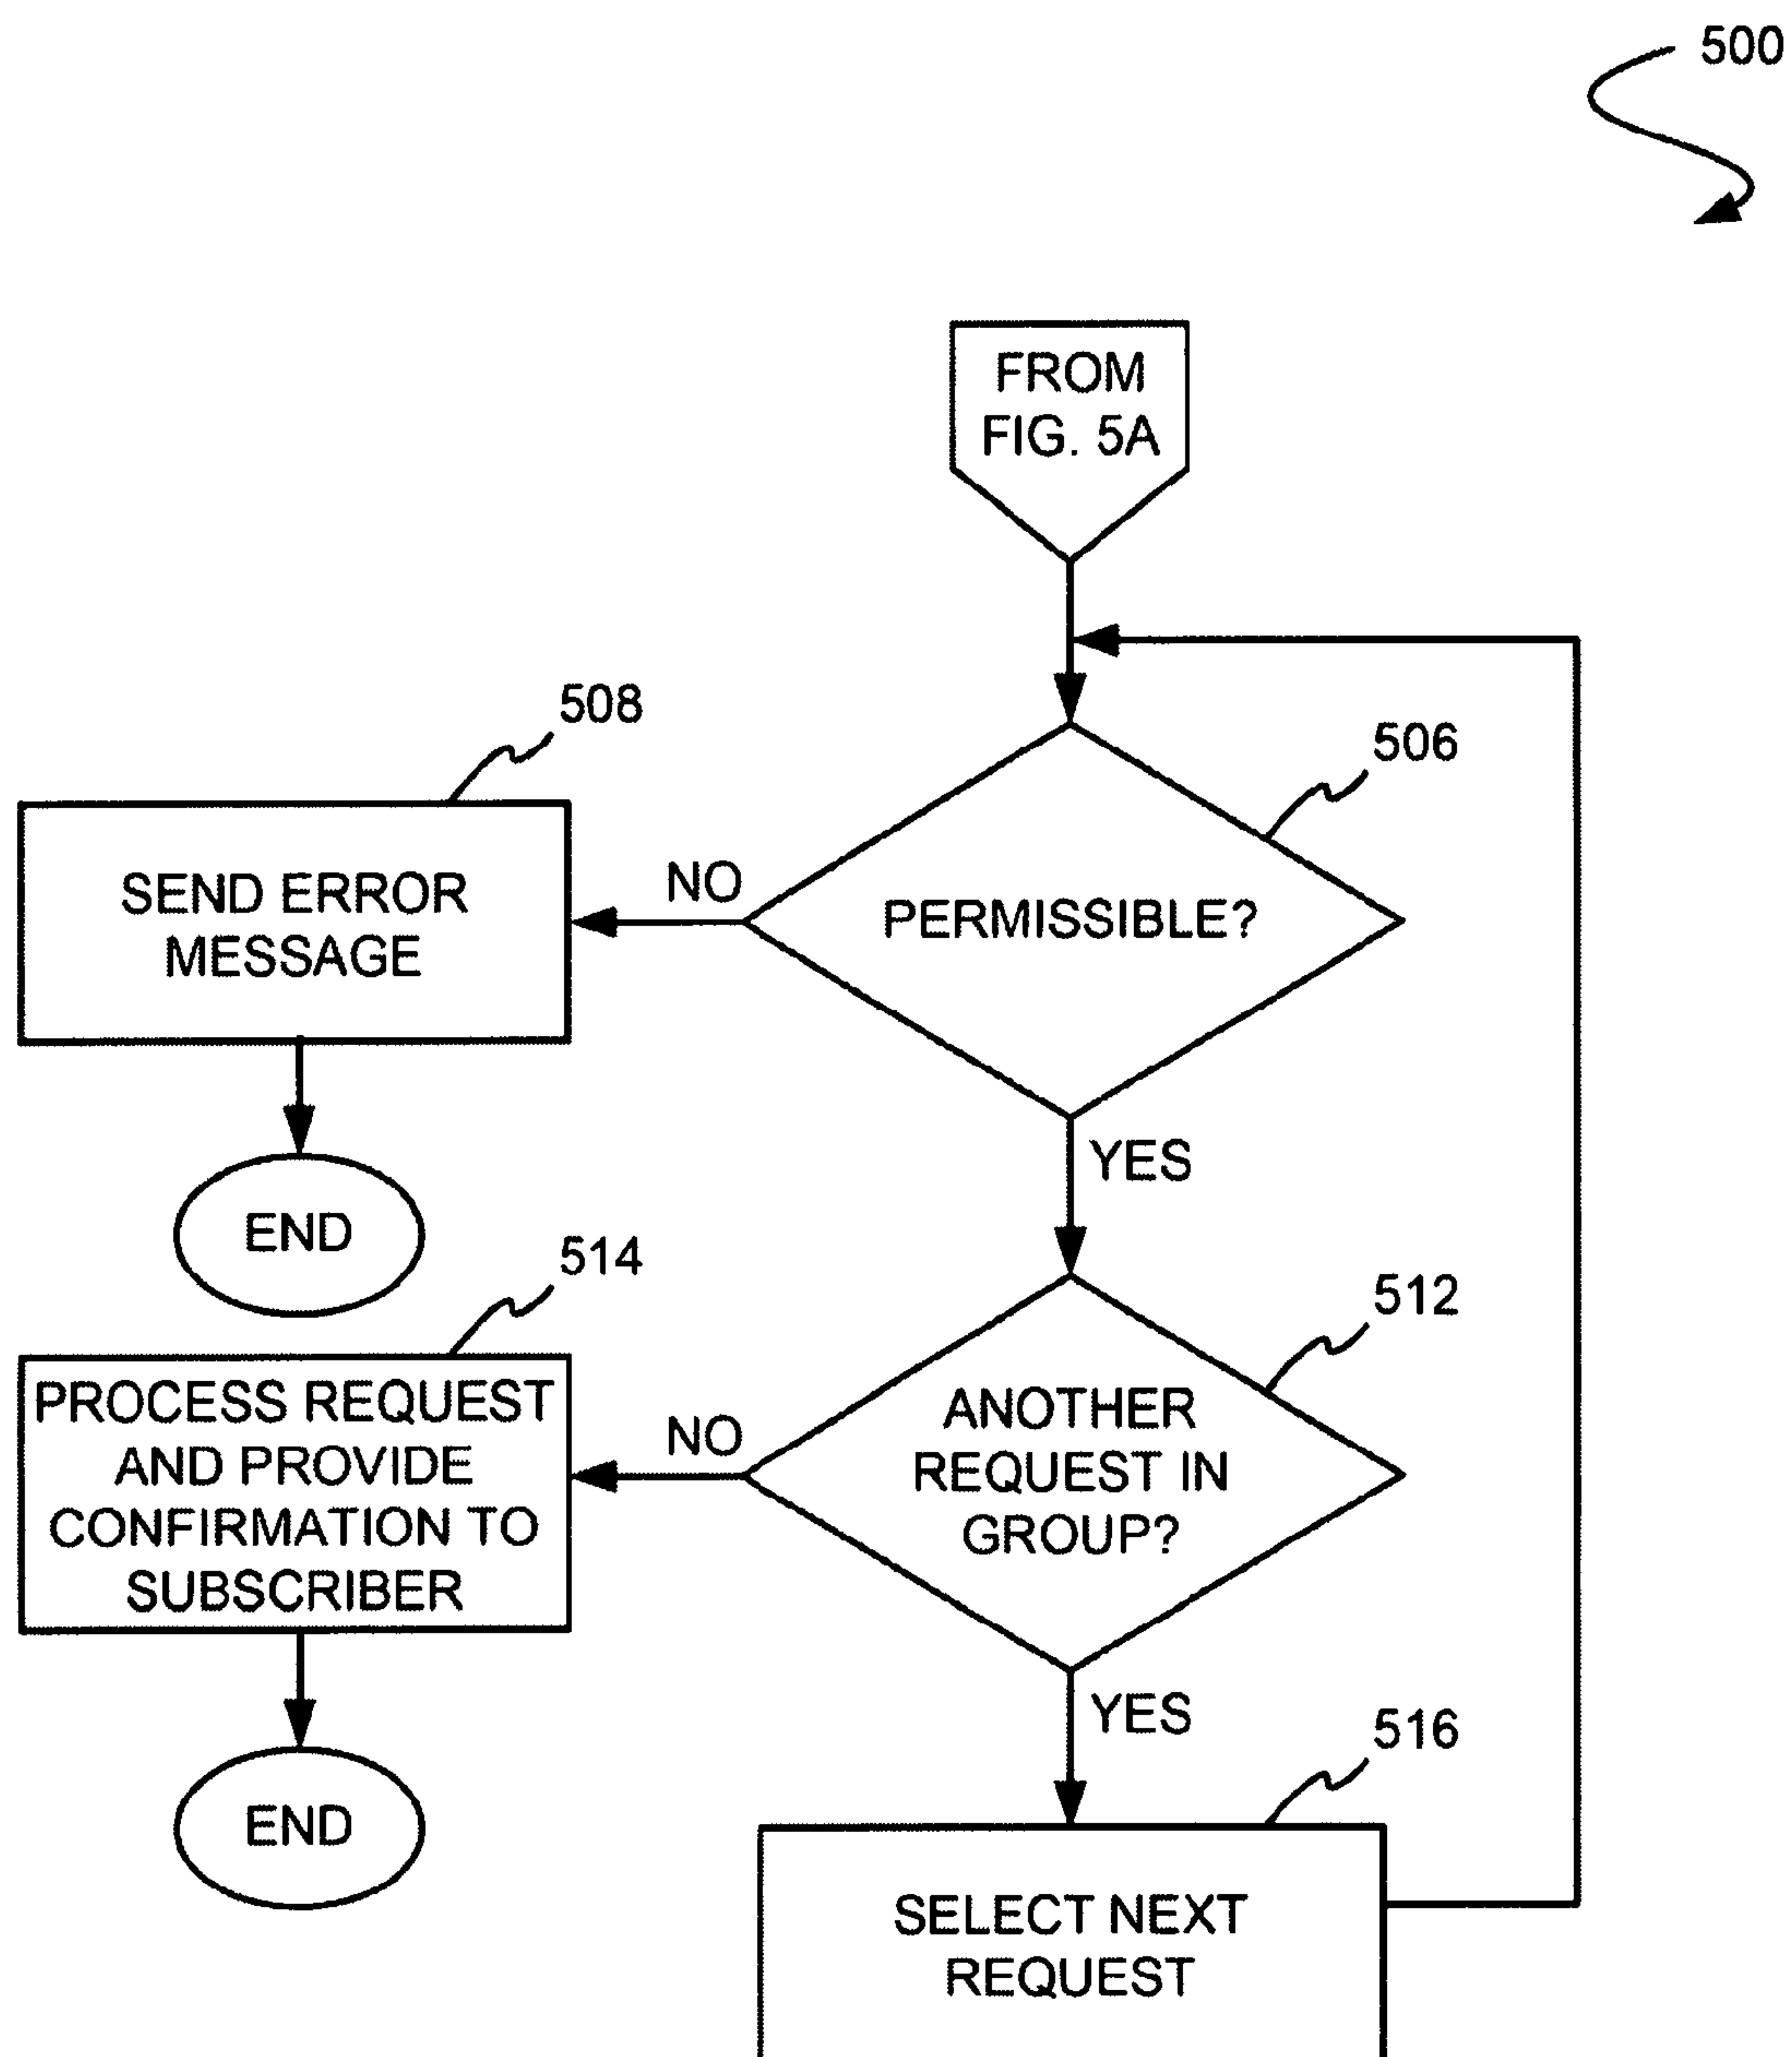 500
FROM
FIG. 5A
508
506
SEND ERROR
MESSAGE
NO
PERMISSIBLE?
YES
END
514
512
PROCESS REQUEST
AND PROVIDE
CONFIRMATION TO
SUBSCRIBER
NO
ANOTHER
REQUEST IN
GROUP?
YES
516
END
SELECT NEXT
REQUEST